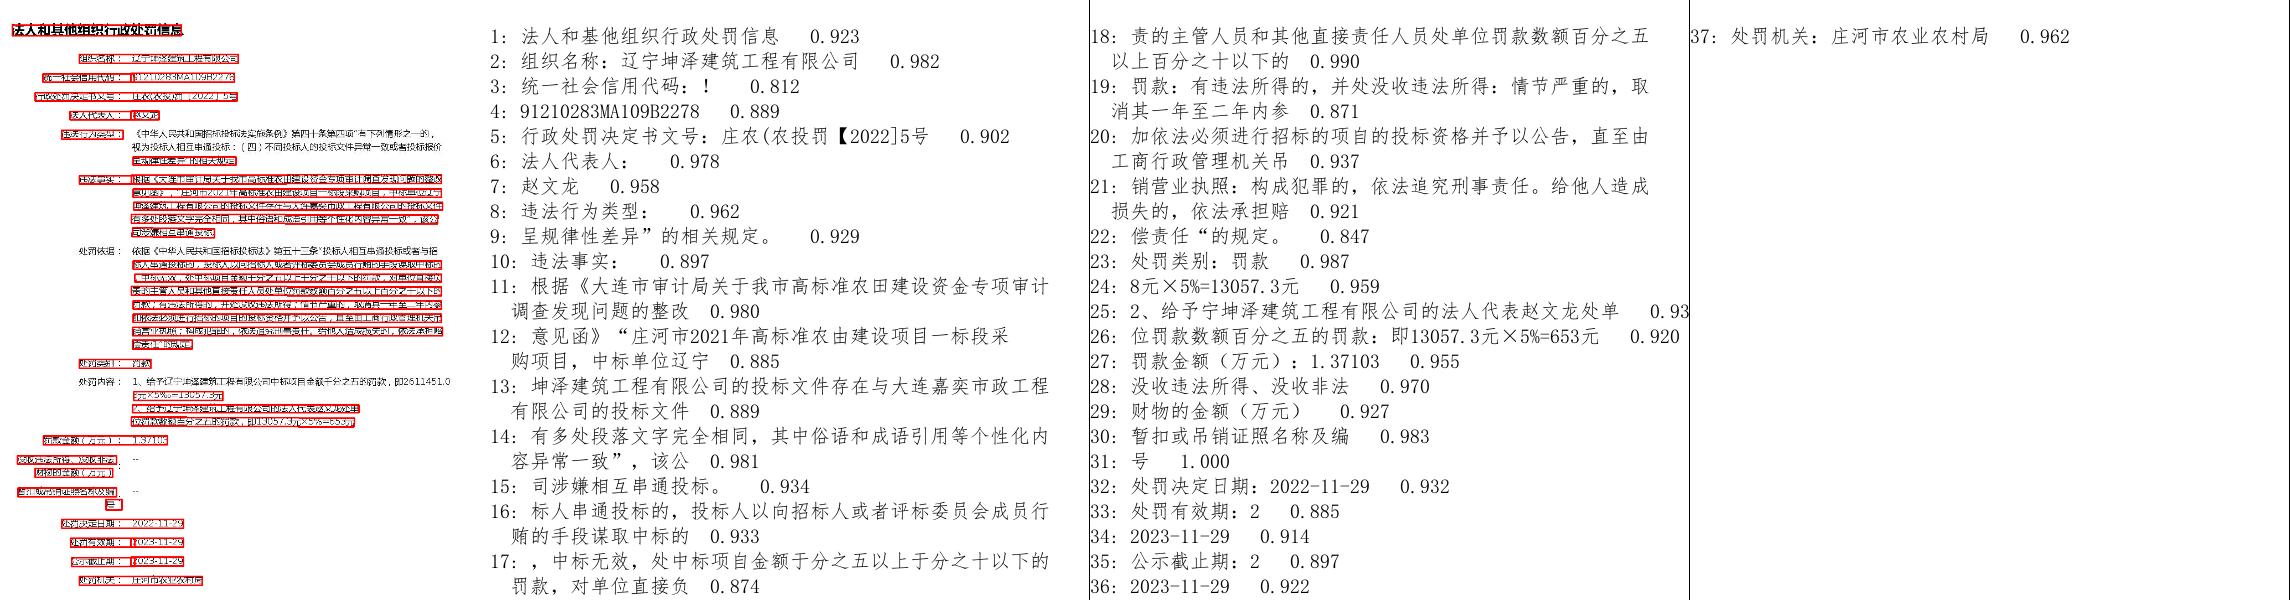 法人和其他组织行政处罚信息
组织名称： 辽宁坤泽建筑工程有限公司
统一社会信用代码： 91210283MA109B2278
行政处罚决定书文号： 庄农(农投罚)【2022】5号
法人代表人： 赵文龙
违法行为类型： 《中华人民共和国招标投标法实施条例》第四十条第四项“有下列情形之一的，
视为投标人相互串通投标：（四）不同投标人的投标文件异常一致或者投标报价
呈规律性差异”的相关规定。
违法事实： 根据《大连市审计局关于我市高标准农田建设资金专项审计调查发现问题的整改
意见函》，“庄河市2021年高标准农田建设项目一标段采购项目，中标单位辽宁
坤泽建筑工程有限公司的投标文件存在与大连嘉奕市政工程有限公司的投标文件
有多处段落文字完全相同，其中俗语和成语引用等个性化内容异常一致”，该公
司涉嫌相互串通投标。
处罚依据： 依据《中华人民共和国招标投标法》第五十三条“投标人相互串通投标或者与招
标人串通投标的，投标人以向招标人或者评标委员会成员行贿的手段谋取中标的
，中标无效，处中标项目金额千分之五以上千分之十以下的罚款，对单位直接负
责的主管人员和其他直接责任人员处单位罚款数额百分之五以上百分之十以下的
罚款；有违法所得的，并处没收违法所得；情节严重的，取消其一年至二年内参
加依法必须进行招标的项目的投标资格并予以公告，直至由工商行政管理机关吊
销营业执照；构成犯罪的，依法追究刑事责任。给他人造成损失的，依法承担赔
偿责任”的规定。
处罚类别： 罚款
处罚内容： 1、给予辽宁坤泽建筑工程有限公司中标项目金额千分之五的罚款，即2611451.0
8元×5‰=13057.3元
2、给予辽宁坤泽建筑工程有限公司的法人代表赵文龙处单
位罚款数额百分之五的罚款，即13057.3元×5%=653元
罚款金额（万元）： 1.37103
没收违法所得、没收非法
财物的金额（万元）： --
暂扣或吊销证照名称及编
号： --
处罚决定日期： 2022-11-29
处罚有效期： 2023-11-29
公示截止期： 2023-11-29
处罚机关： 庄河市农业农村局
1: 法人和基他组织行政处罚信息 0.923
2: 组织名称: 辽宁坤泽建筑工程有限公司 0.982
3: 统一社会信用代码: ! 0.812
4: 91210283MA109B2278 0.889
5: 行政处罚决定书文号: 庄农(农投罚【2022]5号 0.902
6: 法人代表人: 0.978
7: 赵文龙 0.958
8: 违法行为类型: 0.962
9: 呈规律性差异”的相关规定。 0.929
10: 违法事实: 0.897
11: 根据《大连市审计局关于我市高标准农田建设资金专项审计
调查发现问题的整改 0.980
12: 意见函》“庄河市2021年高标准农由建设项目一标段采
购项目，中标单位辽宁 0.885
13: 坤泽建筑工程有限公司的投标文件存在与大连嘉奕市政工程
有限公司的投标文件 0.889
14: 有多处段落文字完全相同，其中俗语和成语引用等个性化内
容异常一致”，该公 0.981
15: 司涉嫌相互串通投标。 0.934
16: 标人串通投标的，投标人以向招标人或者评标委员会成员行
贿的手段谋取中标的 0.933
17: ，中标无效，处中标项自金额于分之五以上于分之十以下的
罚款，对单位直接负 0.874
18: 责的主管人员和其他直接责任人员处单位罚款数额百分之五
以上百分之十以下的 0.990
19: 罚款: 有违法所得的，并处没收违法所得: 情节严重的，取
消其一年至二年内参 0.871
20: 加依法必须进行招标的项目的投标资格并予以公告，直至由
工商行政管理机关吊 0.937
21: 销营业执照: 构成犯罪的，依法追究刑事责任。给他人造成
损失的，依法承担赔 0.921
22: 偿责任“的规定。 0.847
23: 处罚类别: 罚款 0.987
24: 8元×5%=13057.3元 0.959
25: 2、给予宁坤泽建筑工程有限公司的法人代表赵文龙处单 0.93
26: 位罚款数额百分之五的罚款: 即13057.3元×5%=653元 0.920
27: 罚款金额（万元）: 1.37103 0.955
28: 没收违法所得、没收非法 0.970
29: 财物的金额（万元） 0.927
30: 暂扣或吊销证照名称及编 0.983
31: 号 1.000
32: 处罚决定日期: 2022-11-29 0.932
33: 处罚有效期: 2 0.885
34: 2023-11-29 0.914
35: 公示截止期: 2 0.897
36: 2023-11-29 0.922
37: 处罚机关: 庄河市农业农村局 0.962